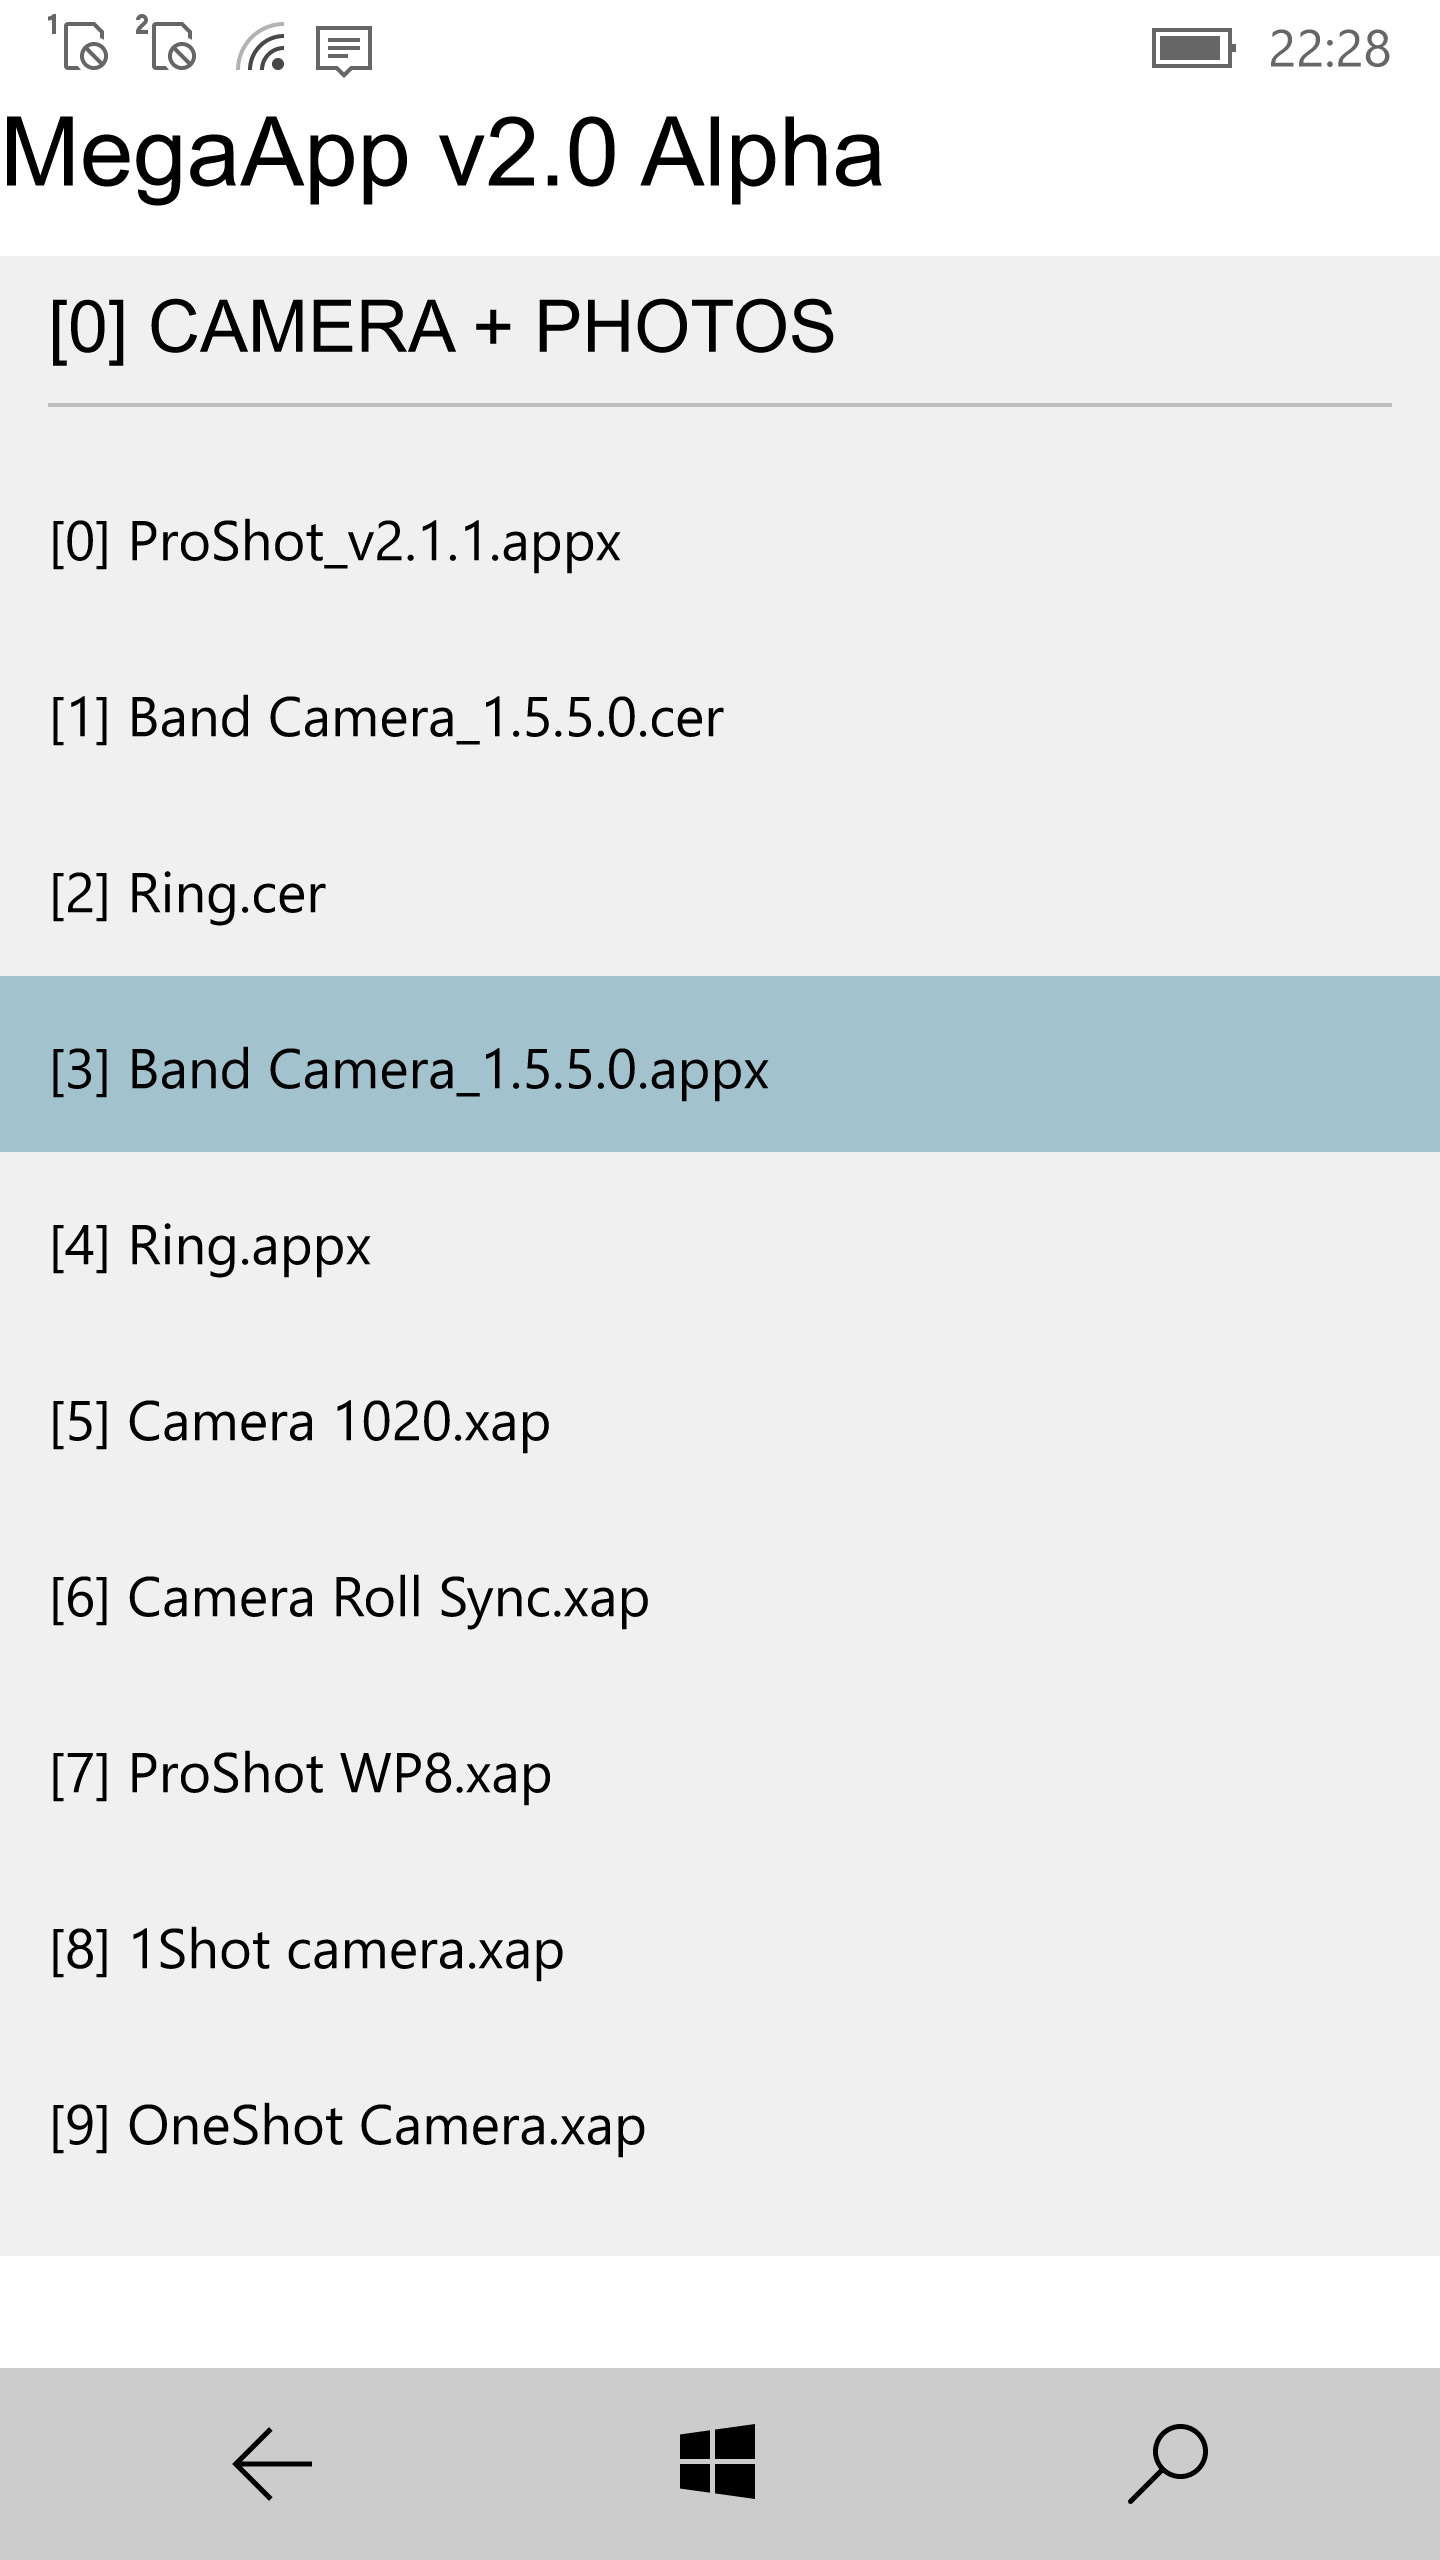 1 2 22:28
MegaApp v2.0 Alpha
[0] CAMERA + PHOTOS
[0] ProShot_v2.1.1.appx
[1] Band Camera_1.5.5.0.cer
[2] Ring.cer
[3] Band Camera_1.5.5.0.appx
[4] Ring.appx
[5] Camera 1020.xap
[6] Camera Roll Sync.xap
[7] ProShot WP8.xap
[8] 1Shot camera.xap
[9] OneShot Camera.xap